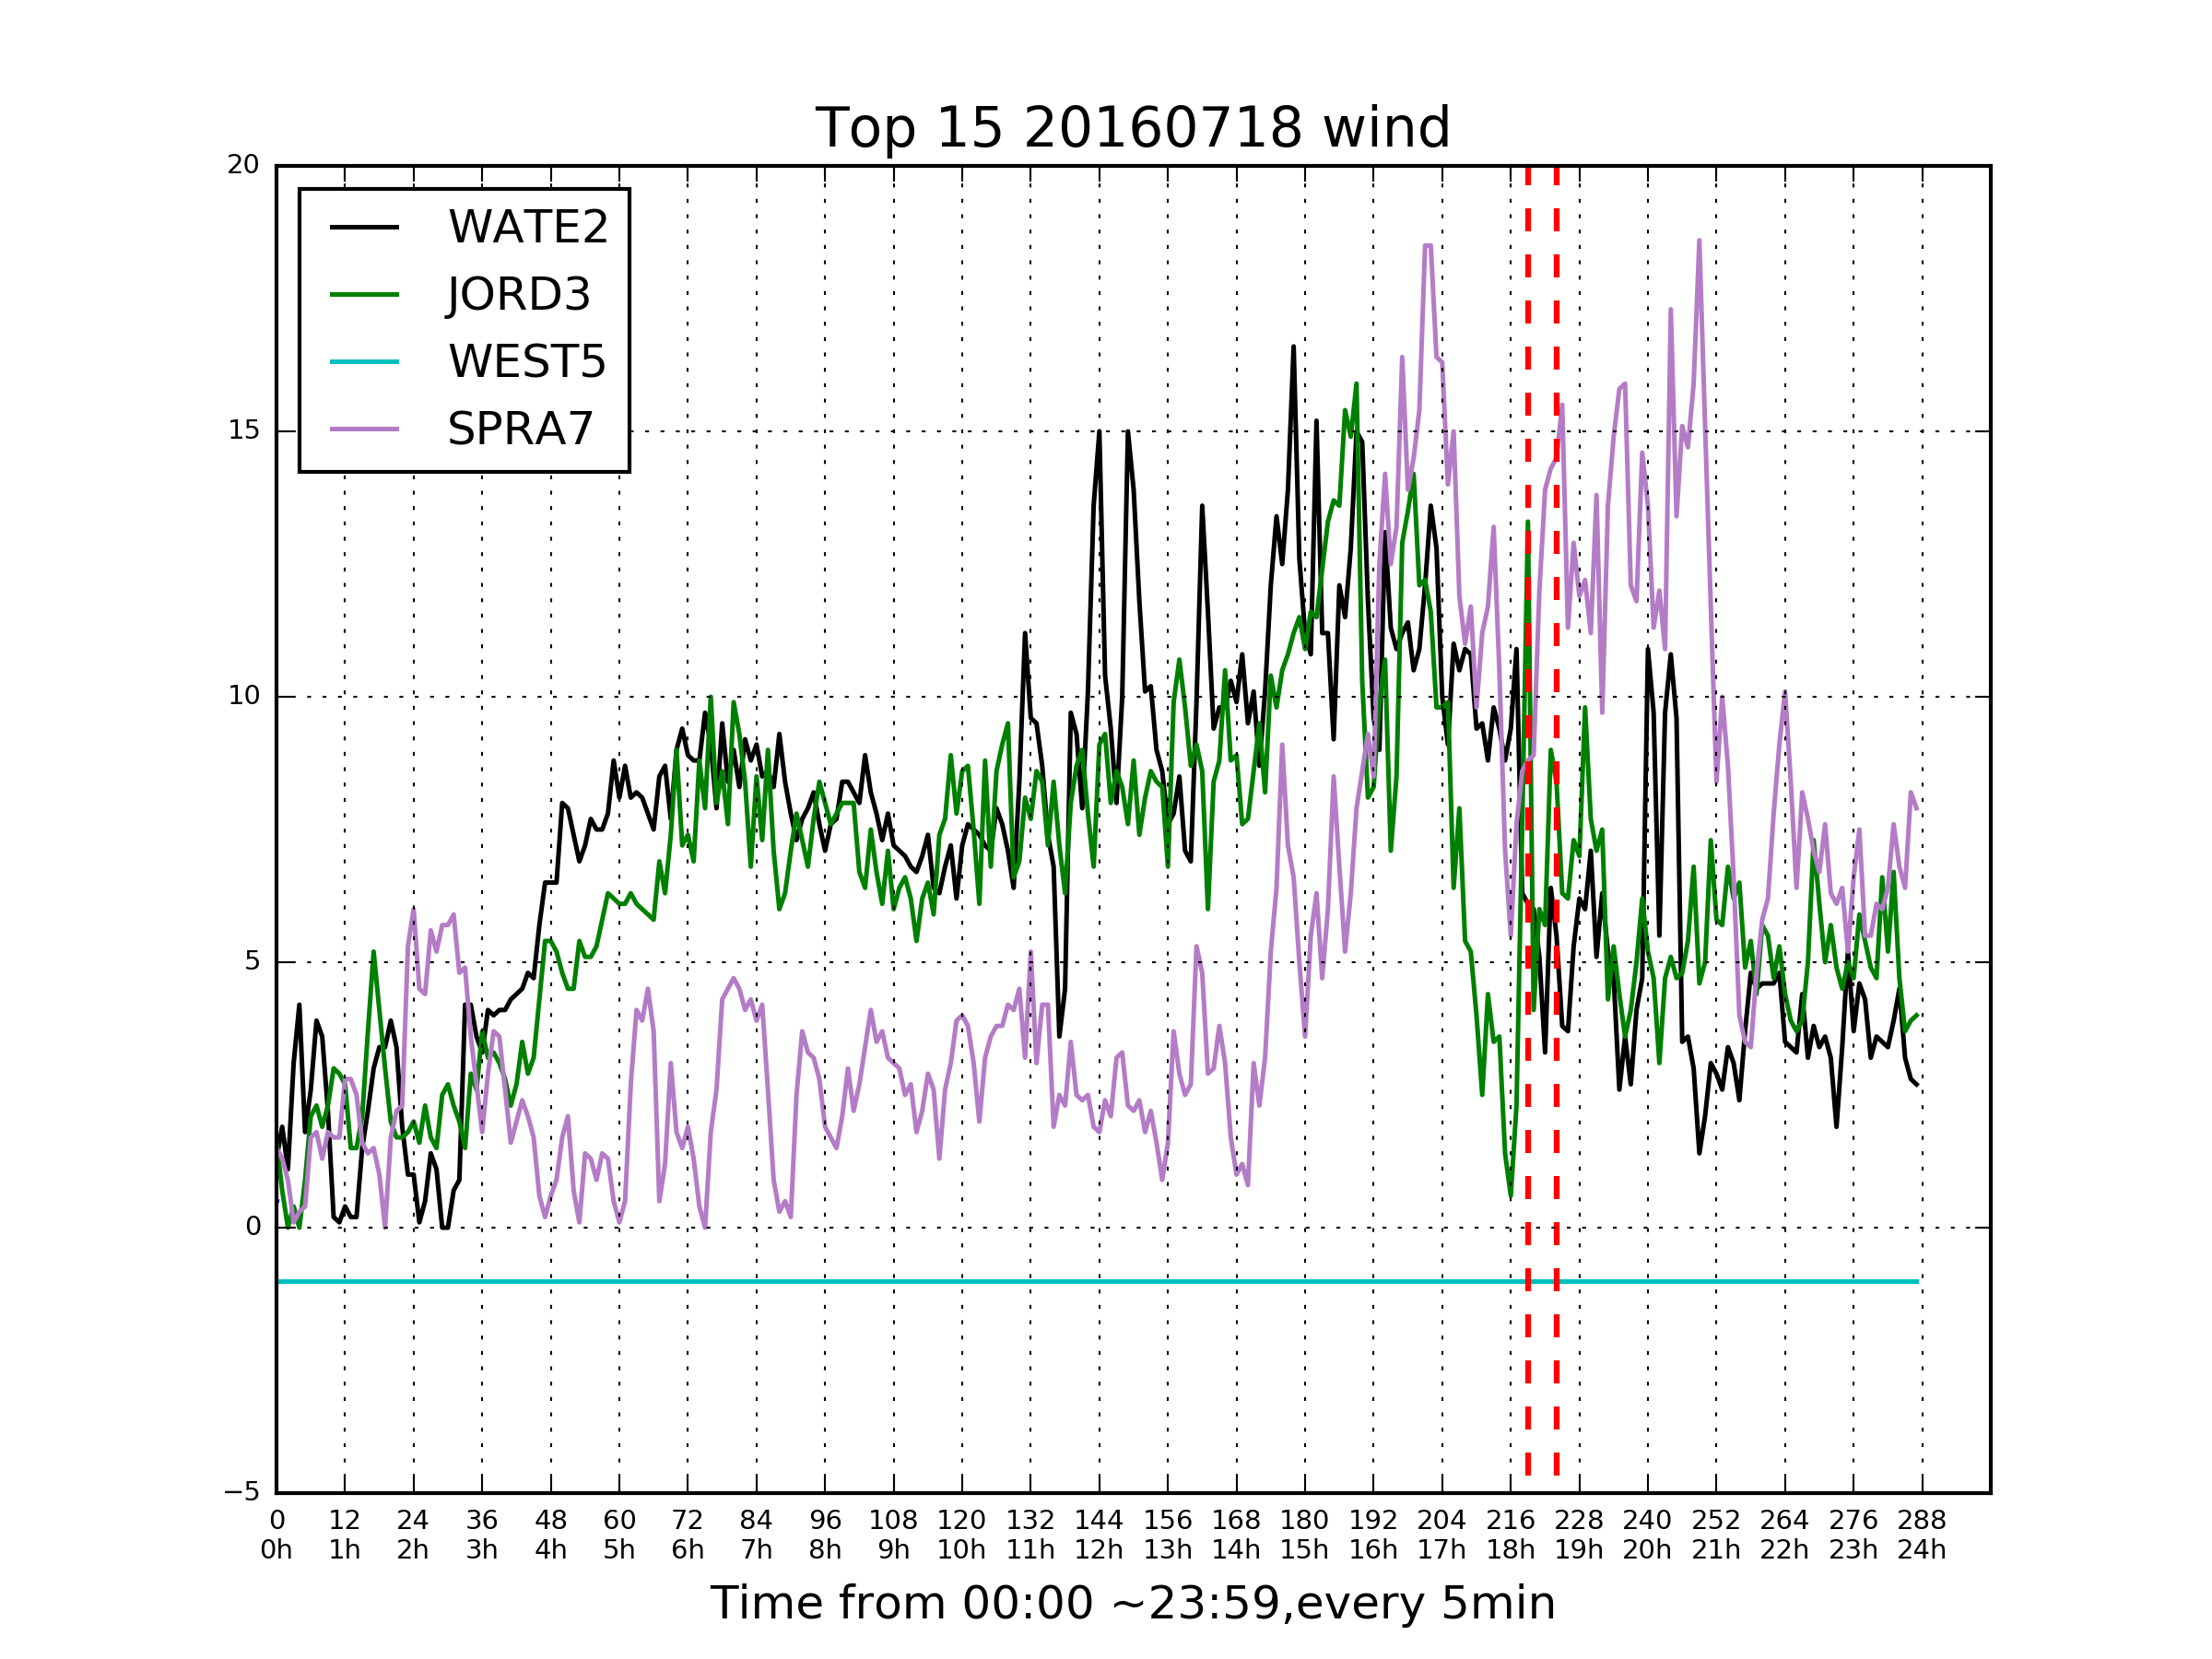 Top 15 20160718 wind
20
15
10
5
0
−5
WATE2
JORD3
WEST5
SPRA7
0 12 24 36 48 60 72 84 96 108 120 132 144 156 168 180 192 204 216 228 240 252 264 276 288
0h 1h 2h 3h 4h 5h 6h 7h 8h 9h 10h 11h 12h 13h 14h 15h 16h 17h 18h 19h 20h 21h 22h 23h 24h
Time from 00:00 ~23:59,every 5min